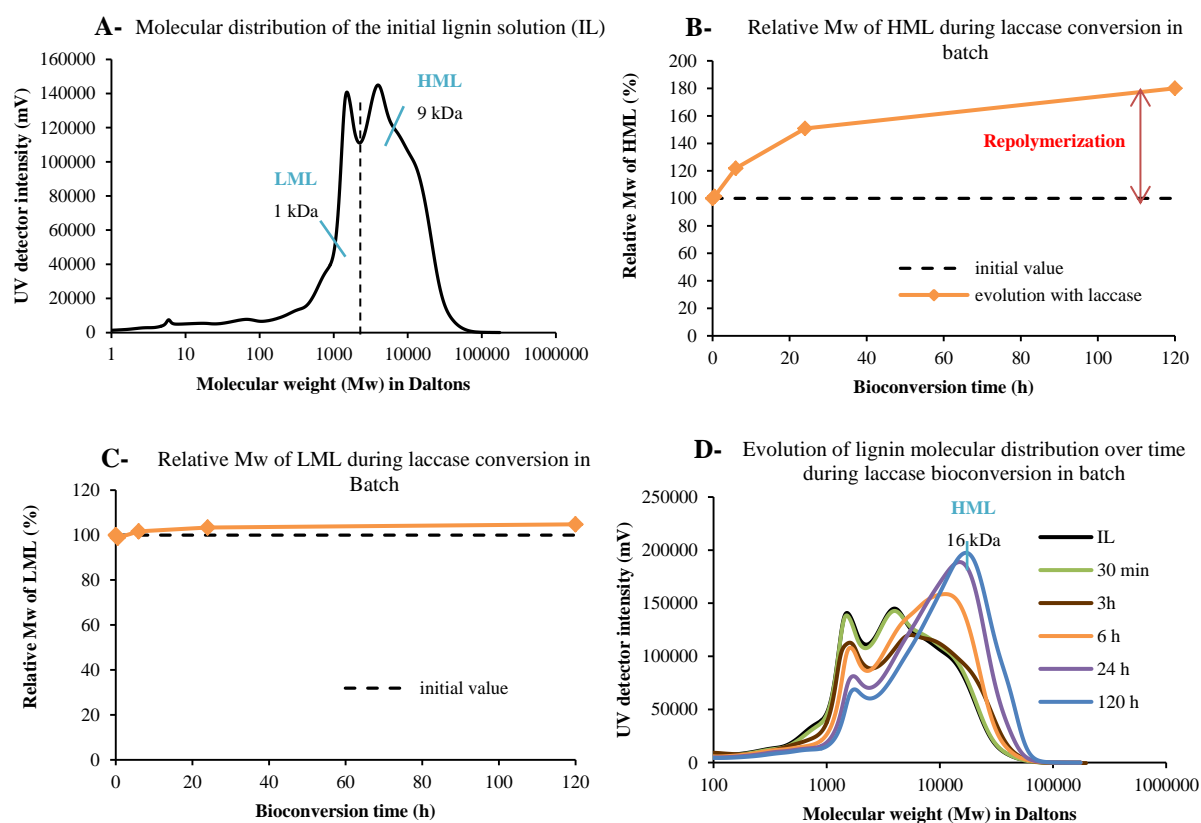 A- Molecular distribution of the initial lignin solution (IL)
UV detector intensity (mV)
160000
140000
120000
100000
80000
60000
40000
20000
0
HML
9 kDa
LML
1 kDa
1 10 100 1000 10000 100000 1000000
Molecular weight (Mw) in Daltons
B- Relative Mw of HML during laccase conversion in
batch
Relative Mw of HML (%)
200
180
160
140
120
100
80
60
40
20
0
Repolymerization
initial value
evolution with laccase
0 20 40 60 80 100 120
Bioconversion time (h)
C- Relative Mw of LML during laccase conversion in
Batch
Relative Mw of LML (%)
120
100
80
60
40
20
0
initial value
0 20 40 60 80 100 120
Bioconversion time (h)
D- Evolution of lignin molecular distribution over time
during laccase bioconversion in batch
UV detector intensity (mV)
250000
200000
150000
100000
50000
0
HML
16 kDa
IL
30 min
3h
6 h
24 h
120 h
100 1000 10000 100000 1000000
Molecular weight (Mw) in Daltons